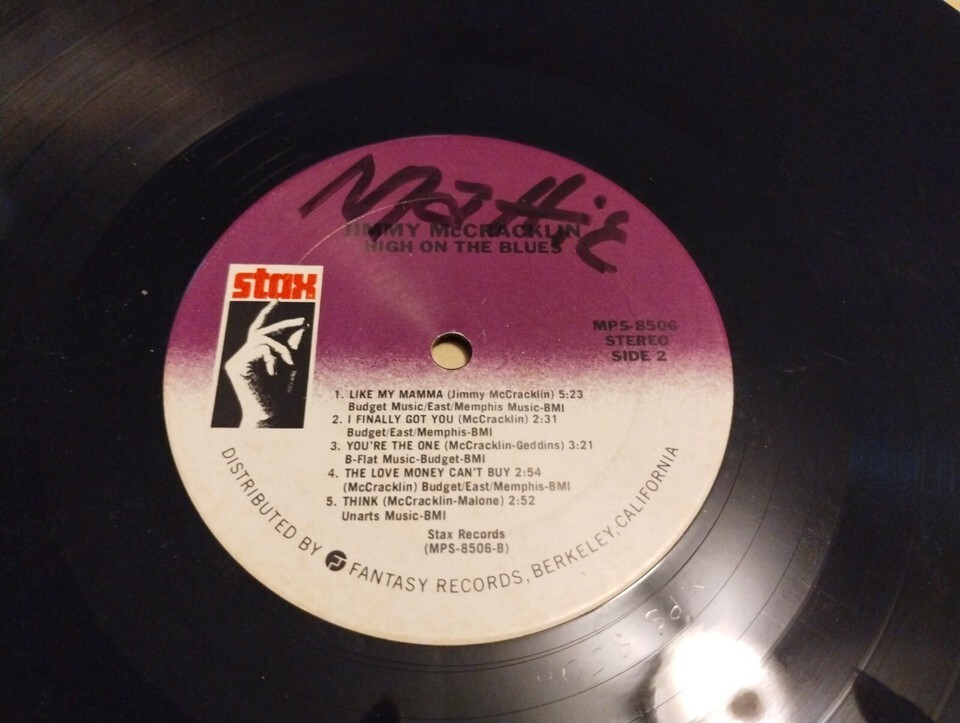 Mattie
JIMMY McCRACKLIN
HIGH ON THE BLUES
stax
MPS-8506
STEREO
SIDE 2
1. LIKE MY MAMMA (Jimmy McCracklin) 5:23
Budget Music/East/Memphis Music-BMI
2. I FINALLY GOT YOU (McCracklin) 2:31
Budget/East/Memphis-BMI
3. YOU'RE THE ONE (McCracklin-Geddins) 3:21
B-Flat Music-Budget-BMI
4. THE LOVE MONEY CAN'T BUY 2:54
(McCracklin) Budget/East/Memphis-BMI
5. THINK (McCracklin-Malone) 2:52
Unarts Music-BMI
Stax Records
(MPS-8506-B)
DISTRIBUTED BY FANTASY RECORDS, BERKELEY, CALIFORNIA